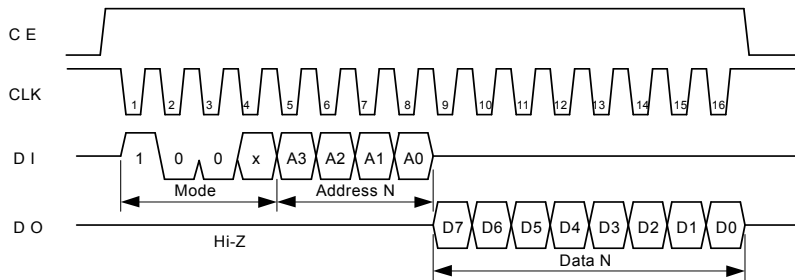 C E
CLK
1 2 3 4 5 6 7 8 9 10 11 12 13 14 15 16
D I
1 0 0 x A3 A2 A1 A0
Mode Address N
D O
D7 D6 D5 D4 D3 D2 D1 D0
Hi-Z
Data N